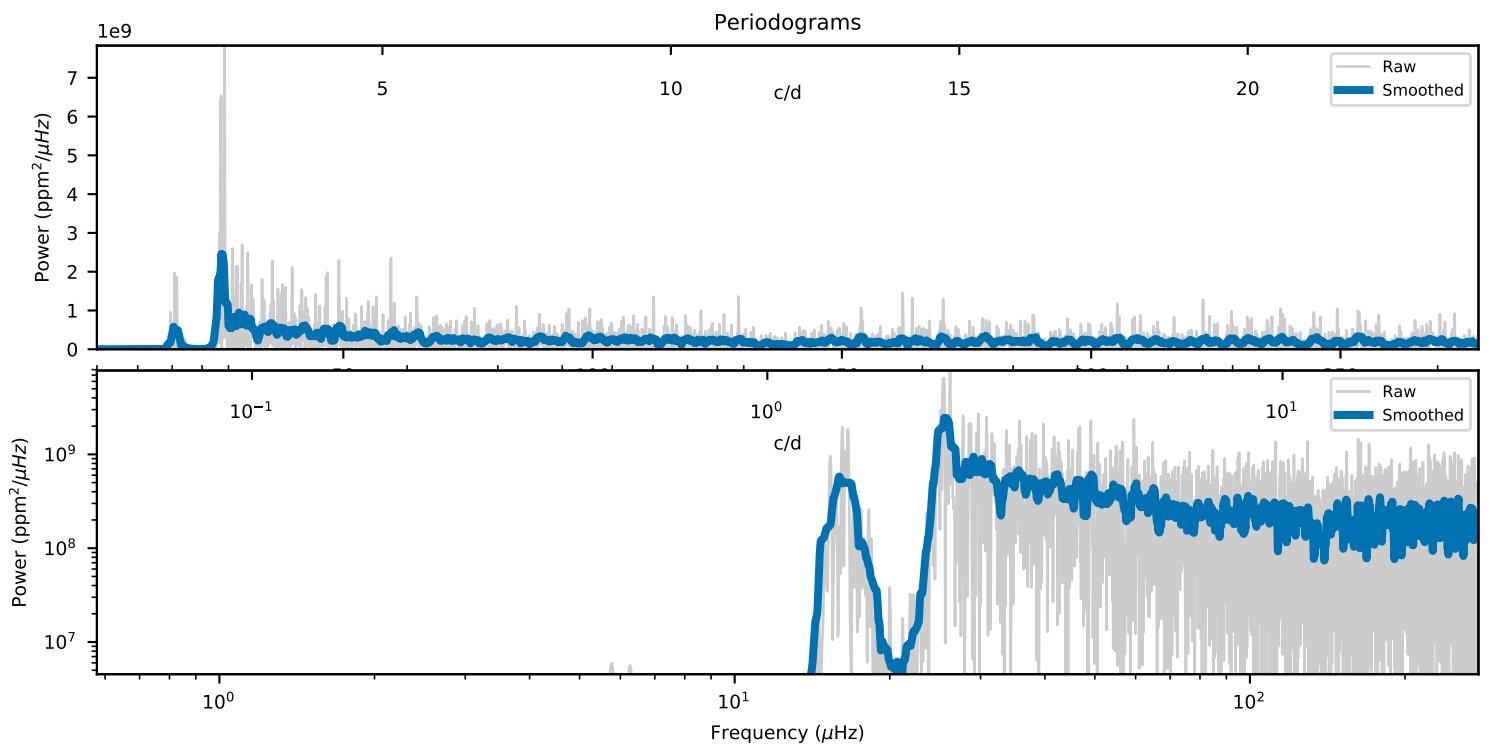 Periodograms
1e9
7
6
5
4
3
2
1
0
Power (ppm²/μHz)
5
10
15
20
c/d
Raw
Smoothed
10⁻¹
10⁰
10¹
c/d
Raw
Smoothed
10⁹
10⁸
10⁷
Power (ppm²/μHz)
10⁰
10¹
10²
Frequency (μHz)